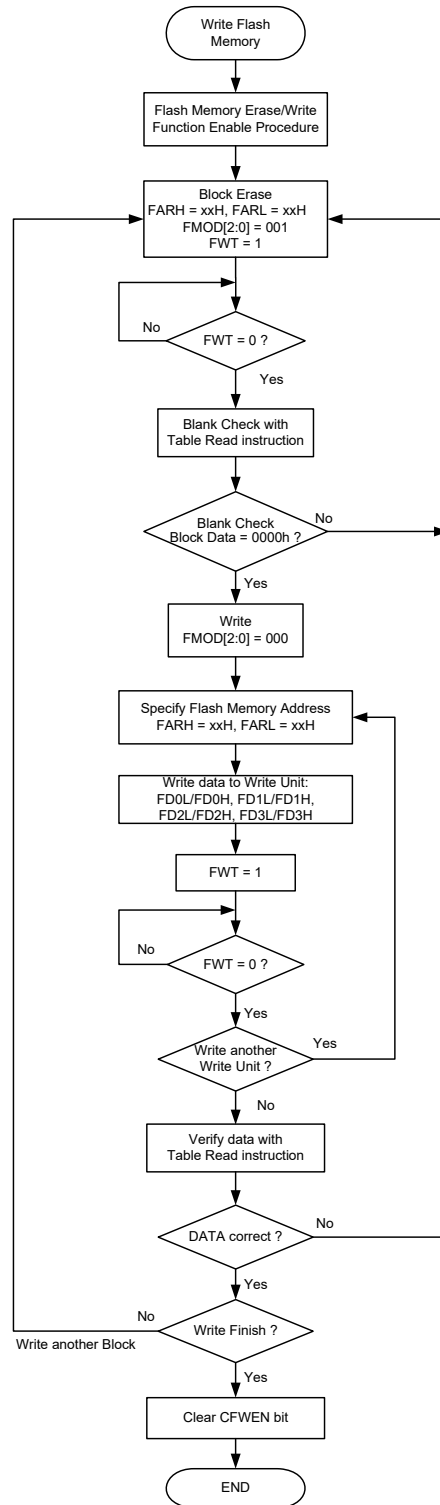 Write Flash
Memory
Flash Memory Erase/Write
Function Enable Procedure
Block Erase
FARH = xxH, FARL = xxH
FMOD[2:0] = 001
FWT = 1
No
FWT = 0 ?
Yes
Blank Check with
Table Read instruction
Blank Check
Block Data = 0000h ?
No
Yes
Write
FMOD[2:0] = 000
Specify Flash Memory Address
FARH = xxH, FARL = xxH
Write data to Write Unit:
FD0L/FD0H, FD1L/FD1H,
FD2L/FD2H, FD3L/FD3H
FWT = 1
No
FWT = 0 ?
Yes
Write another
Write Unit ?
Yes
No
Verify data with
Table Read instruction
DATA correct ?
No
Yes
No
Write Finish ?
Write another Block
Yes
Clear CFWEN bit
END